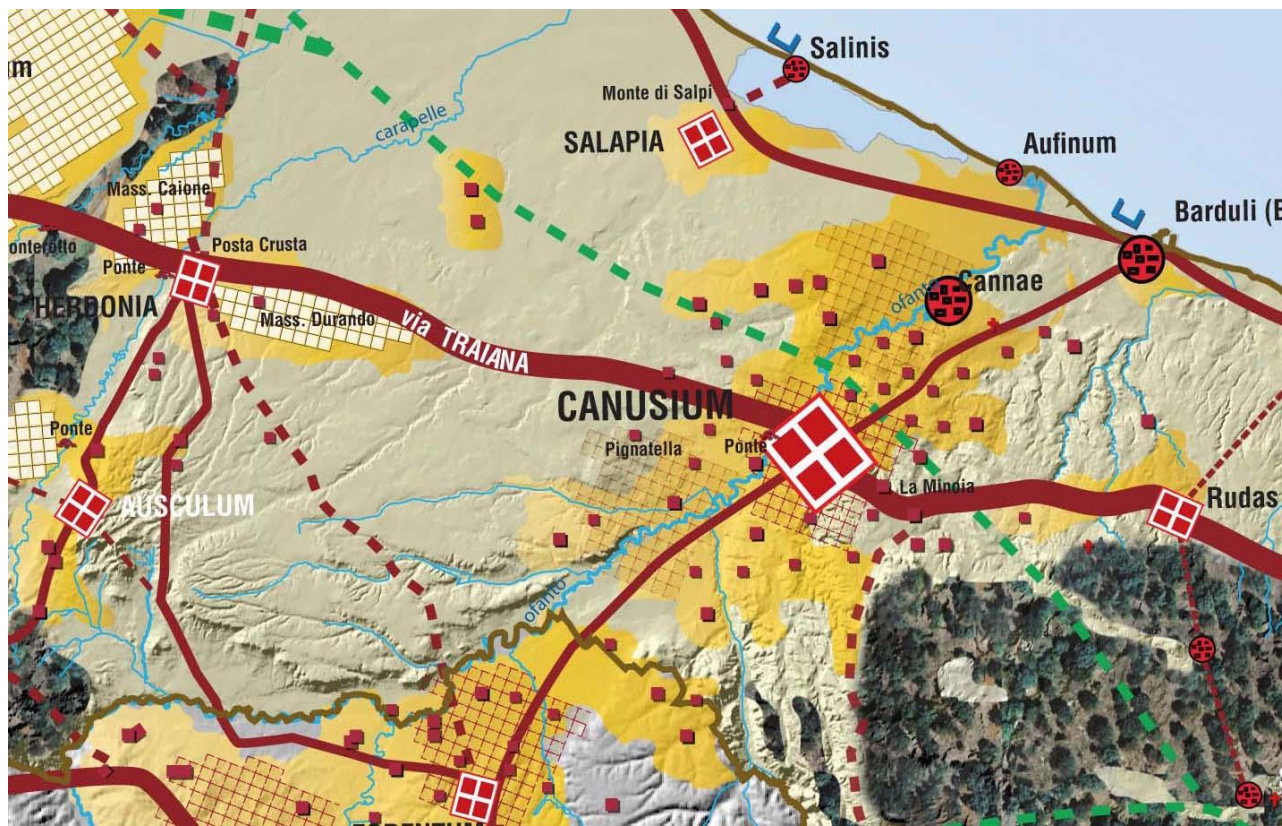 Salinis
Monte di Salpi
carapelle
SALAPIA
Aufinum
Mass. Caione
Barduli (B
Posta Crusta
Ponte
HERDONIA
Mass. Durando
via TRAIANA
ofanto
Cannae
CANUSIUM
Pignatella
Ponte
Ponte
La Minoia
AUSCULUM
Rudas
ofanto